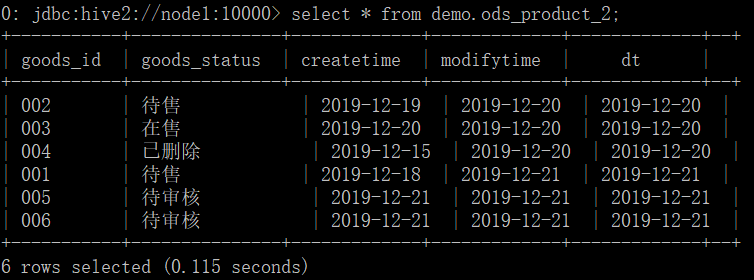 0: jdbc:hive2://node1:10000> select * from demo.ods_product_2;
+-----------+---------------+-------------+-------------+-------------+--+
| goods_id | goods_status | createtime | modifytime | dt |
+-----------+---------------+-------------+-------------+-------------+--+
| 002 | 待售 | 2019-12-19 | 2019-12-20 | 2019-12-20 |
| 003 | 在售 | 2019-12-20 | 2019-12-20 | 2019-12-20 |
| 004 | 已删除 | 2019-12-15 | 2019-12-20 | 2019-12-20 |
| 001 | 待售 | 2019-12-18 | 2019-12-21 | 2019-12-21 |
| 005 | 待审核 | 2019-12-21 | 2019-12-21 | 2019-12-21 |
| 006 | 待审核 | 2019-12-21 | 2019-12-21 | 2019-12-21 |
+-----------+---------------+-------------+-------------+-------------+--+
6 rows selected (0.115 seconds)